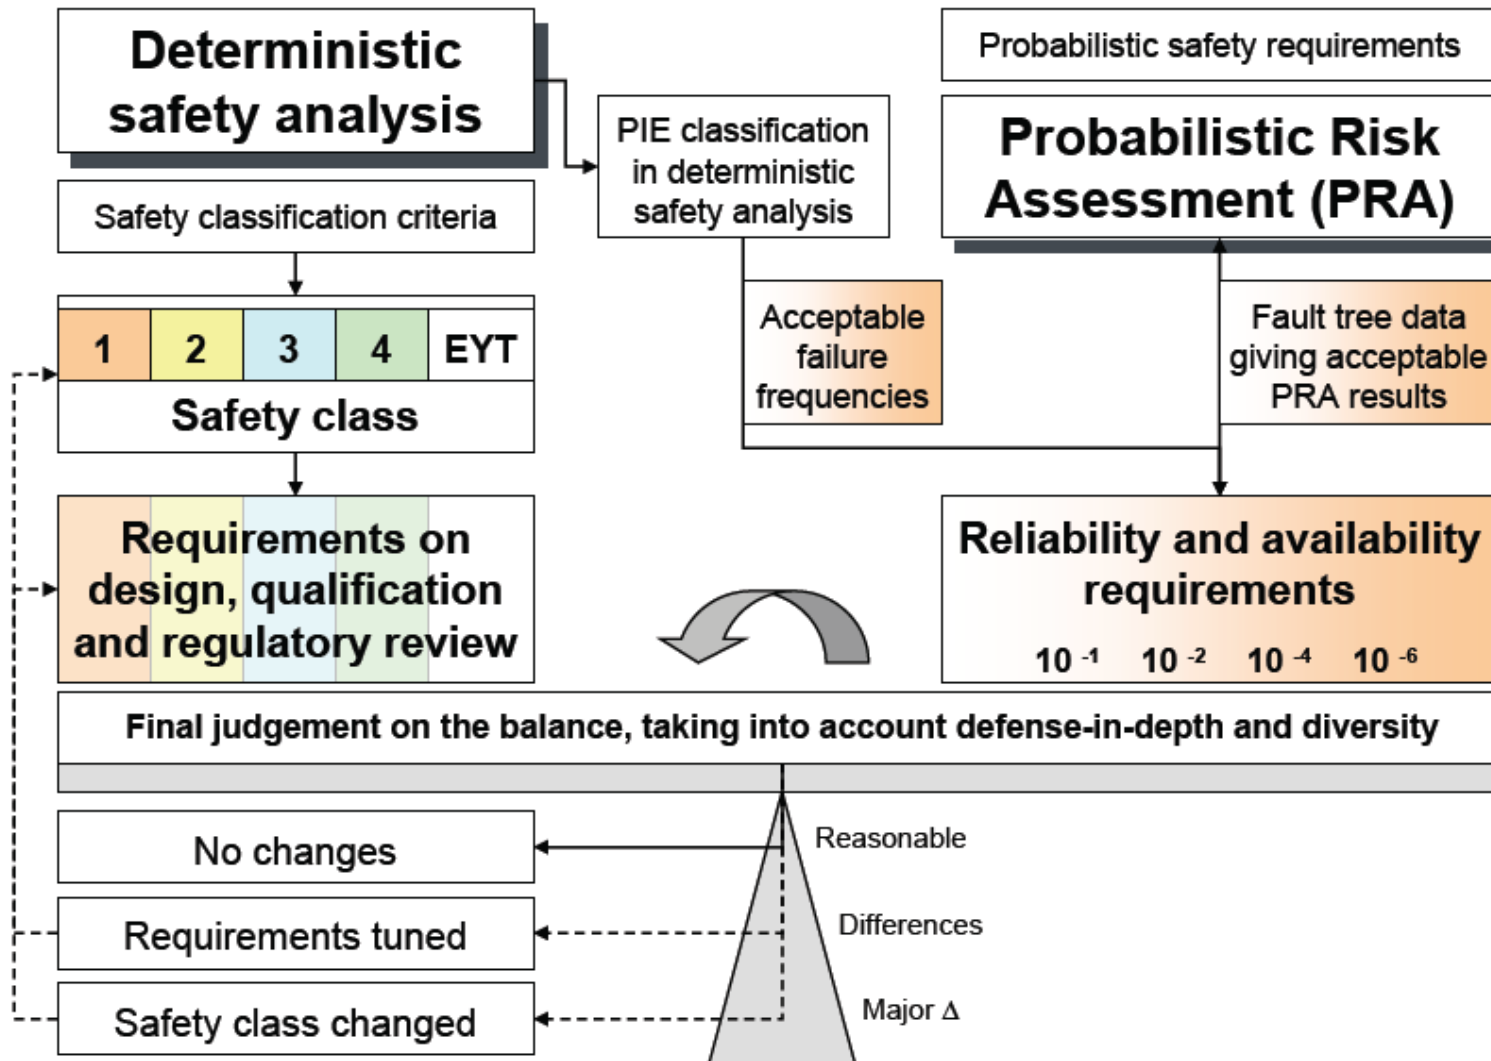 Deterministic
safety analysis
Probabilistic safety requirements
PIE classification
in deterministic
safety analysis
Probabilistic Risk
Assessment (PRA)
Safety classification criteria
1 2 3 4 EYT
Safety class
Acceptable
failure
frequencies
Fault tree data
giving acceptable
PRA results
Requirements on
design, qualification
and regulatory review
Reliability and availability
requirements
10 -1 10 -2 10 -4 10 -6
Final judgement on the balance, taking into account defense-in-depth and diversity
No changes
Reasonable
Requirements tuned
Differences
Safety class changed
Major Δ